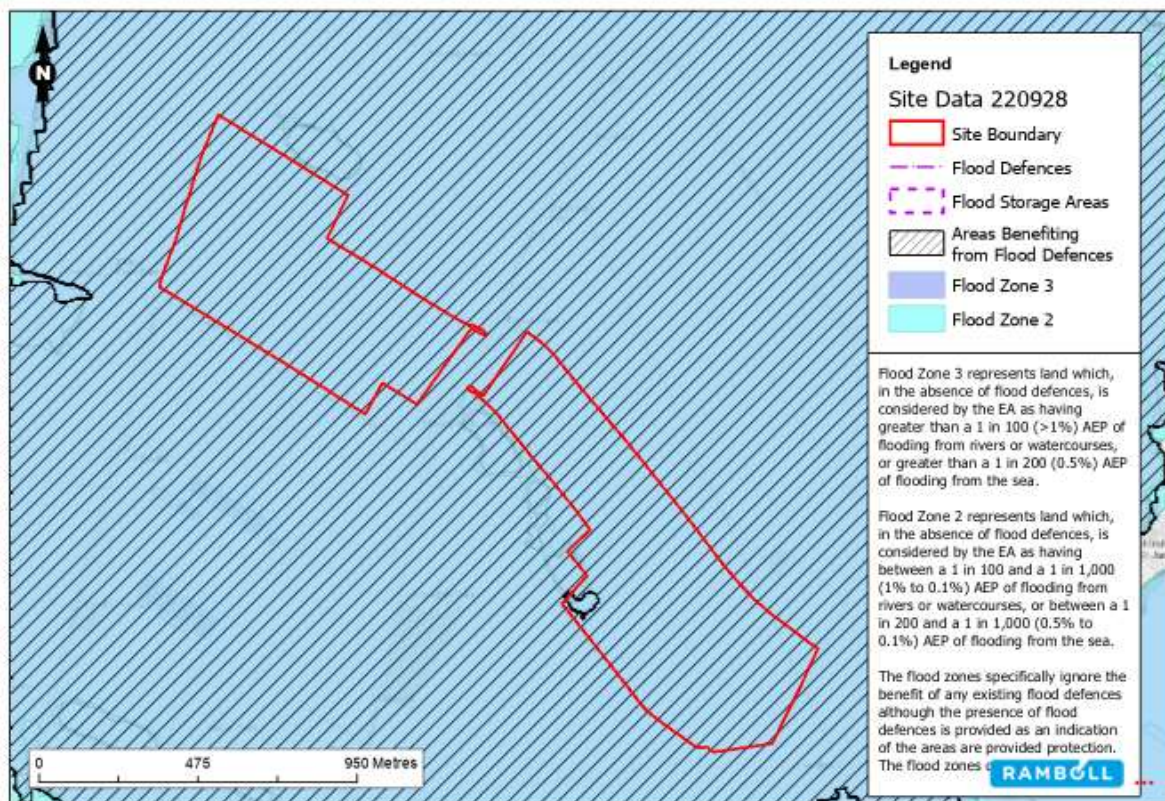 N
Legend
Site Data 220928
Site Boundary
Flood Defences
Flood Storage Areas
Areas Benefiting
from Flood Defences
Flood Zone 3
Flood Zone 2
Flood Zone 3 represents land which,
in the absence of flood defences, is
considered by the EA as having
greater than a 1 in 100 (>1%) AEP of
flooding from rivers or watercourses,
or greater than a 1 in 200 (0.5%) AEP
of flooding from the sea.
Flood Zone 2 represents land which,
in the absence of flood defences, is
considered by the EA as having
between a 1 in 100 and a 1 in 1,000
(1% to 0.1%) AEP of flooding from
rivers or watercourses, or between a 1
in 200 and a 1 in 1,000 (0.5% to
0.1%) AEP of flooding from the sea.
The flood zones specifically ignore the
benefit of any existing flood defences
although the presence of flood
defences is provided as an indication
of the areas are provided protection.
The flood zones
RAMBOLL
0 475 950 Metres